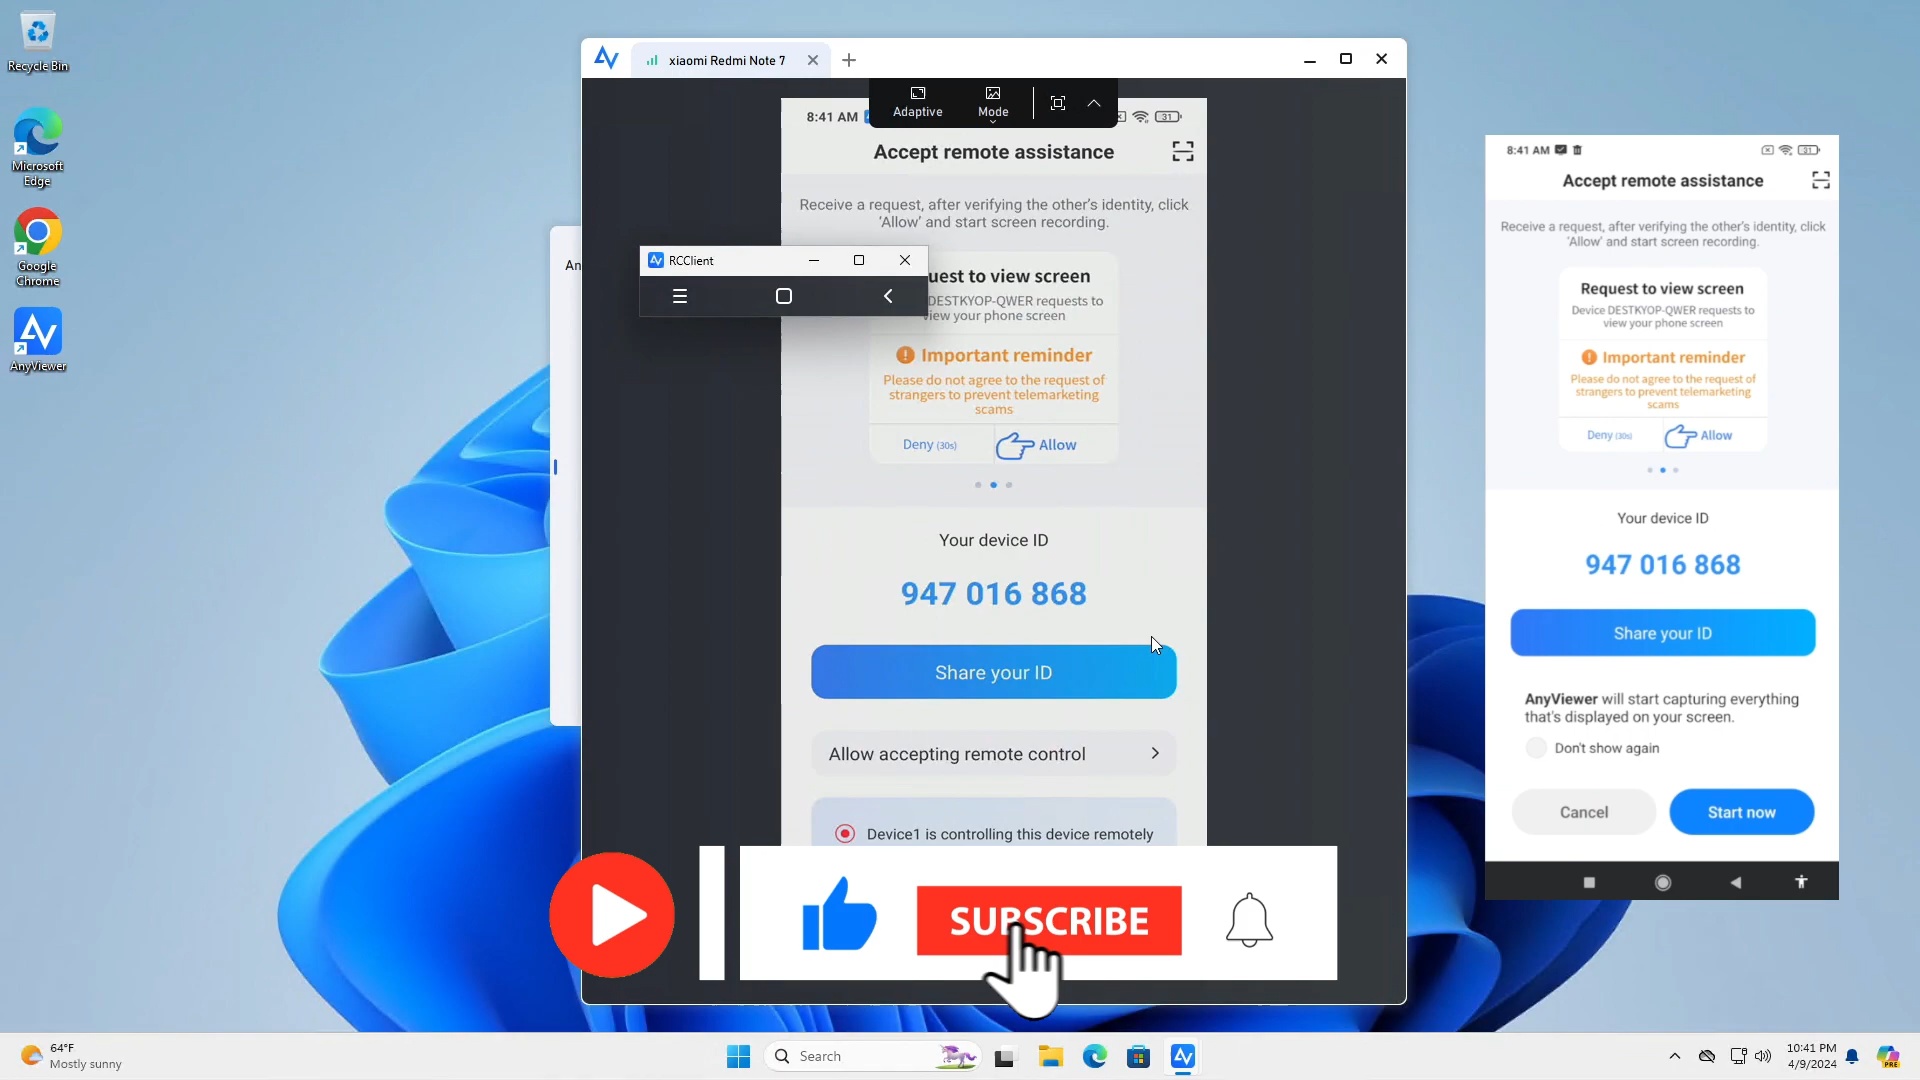 Recycle Bin
Microsoft
Edge
Google
Chrome
AnyViewer
An
xiaomi Redmi Note 7
Adaptive
Mode
8:41 AM
31
Accept remote assistance
Receive a request, after verifying the other's identity, click
'Allow' and start screen recording.
RCClient
uest to view screen
DESTKYOP-QWER requests to
view your phone screen
Important reminder
Please do not agree to the request of
strangers to prevent telemarketing
scams
Deny (30s)
Allow
Your device ID
947 016 868
Share your ID
Allow accepting remote control
Device1 is controlling this device remotely
SUBSCRIBE
8:41 AM
31
Accept remote assistance
Receive a request, after verifying the other's identity, click
'Allow' and start screen recording.
Request to view screen
Device DESTKYOP-QWER requests to
view your phone screen
Important reminder
Please do not agree to the request of
strangers to prevent telemarketing
scams
Deny (30s)
Allow
Your device ID
947 016 868
Share your ID
AnyViewer will start capturing everything
that's displayed on your screen.
Don't show again
Cancel
Start now
64°F
Mostly sunny
Search
10:41 PM
4/9/2024
PRE